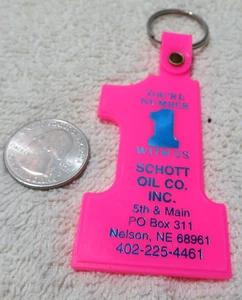 YOU'RE
NUMBER
1
WITH US
SCHOTT
OIL CO.
INC.
5th & Main
PO Box 311
Nelson, NE 68961
402-225-4461